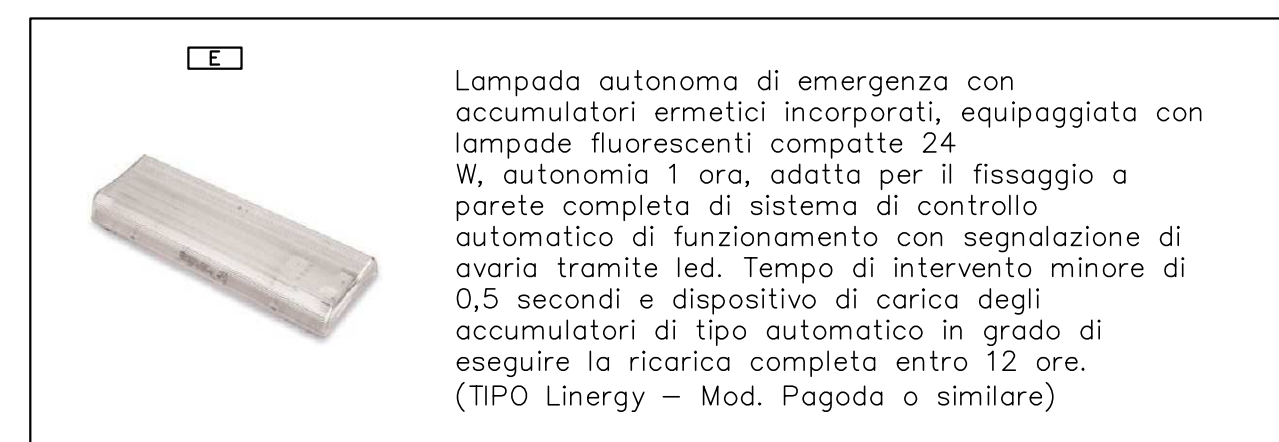 E
Lampada autonoma di emergenza con
accumulatori ermetici incorporati, equipaggiata con
lampade fluorescenti compatte 24
W, autonomia 1 ora, adatta per il fissaggio a
parete completa di sistema di controllo
automatico di funzionamento con segnalazione di
avaria tramite led. Tempo di intervento minore di
0,5 secondi e dispositivo di carica degli
accumulatori di tipo automatico in grado di
eseguire la ricarica completa entro 12 ore.
(TIPO Linergy – Mod. Pagoda o similare)